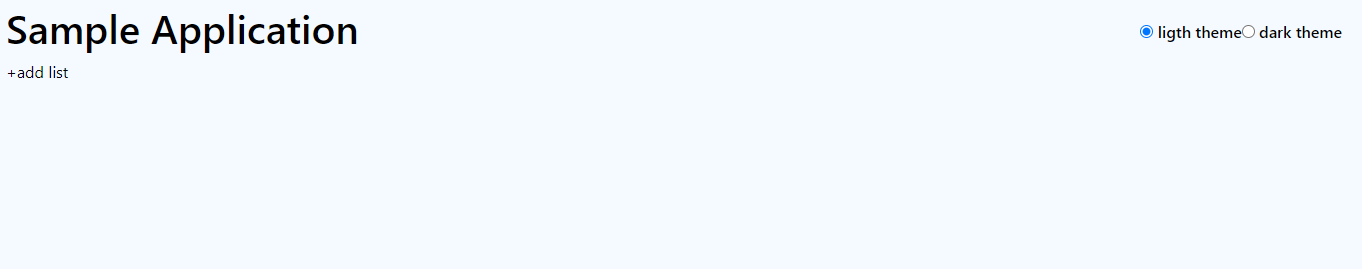 Sample Application
ligth theme dark theme
+add list